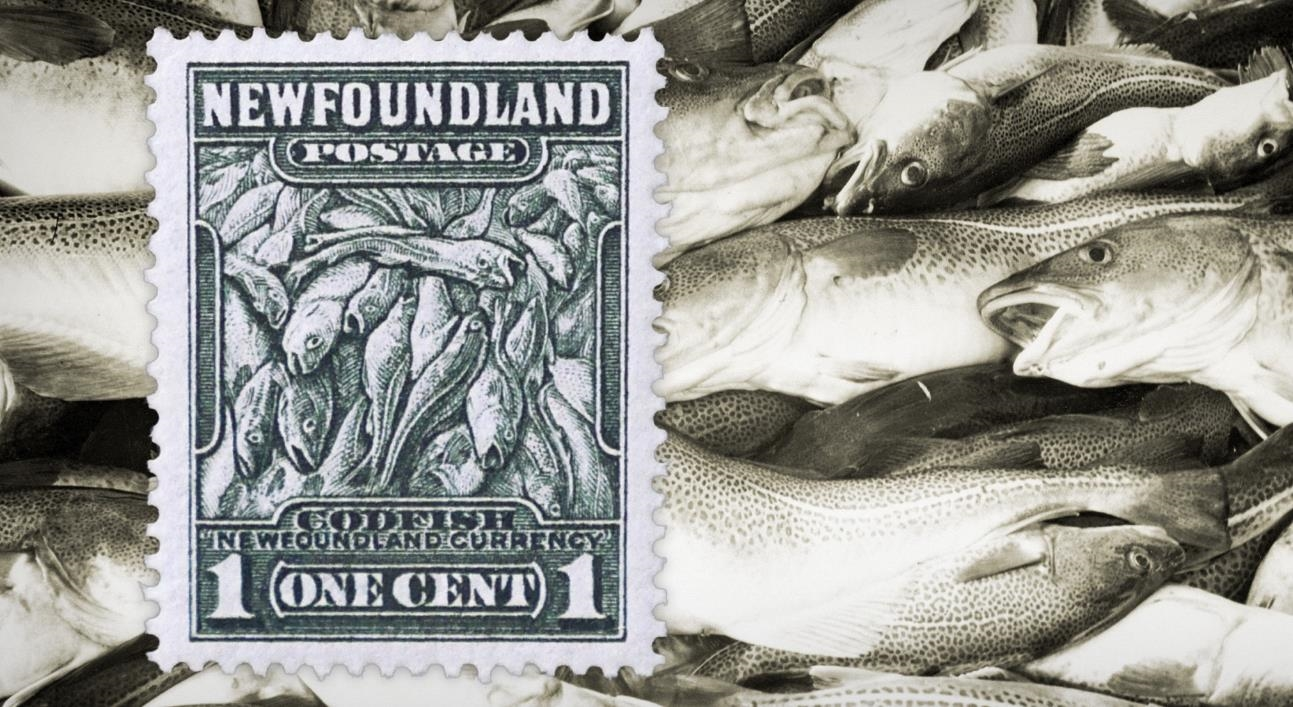 NEWFOUNDLAND
POSTAGE
CODFISH
"NEWFOUNDLAND CURRENCY"
1 ONE CENT 1